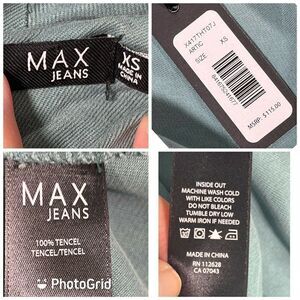 MAX
JEANS
XS
MADE IN
CHINA
X417TH707J
ARTIC
SIZE XS
MSRP: $115.00
MAX
JEANS
100% TENCEL
TENCEL/TENCEL
PhotoGrid
INSIDE OUT
MACHINE WASH COLD
WITH LIKE COLORS
DO NOT BLEACH
TUMBLE DRY LOW
WARM IRON IF NEEDED
MADE IN CHINA
RN 112628
CA 07043